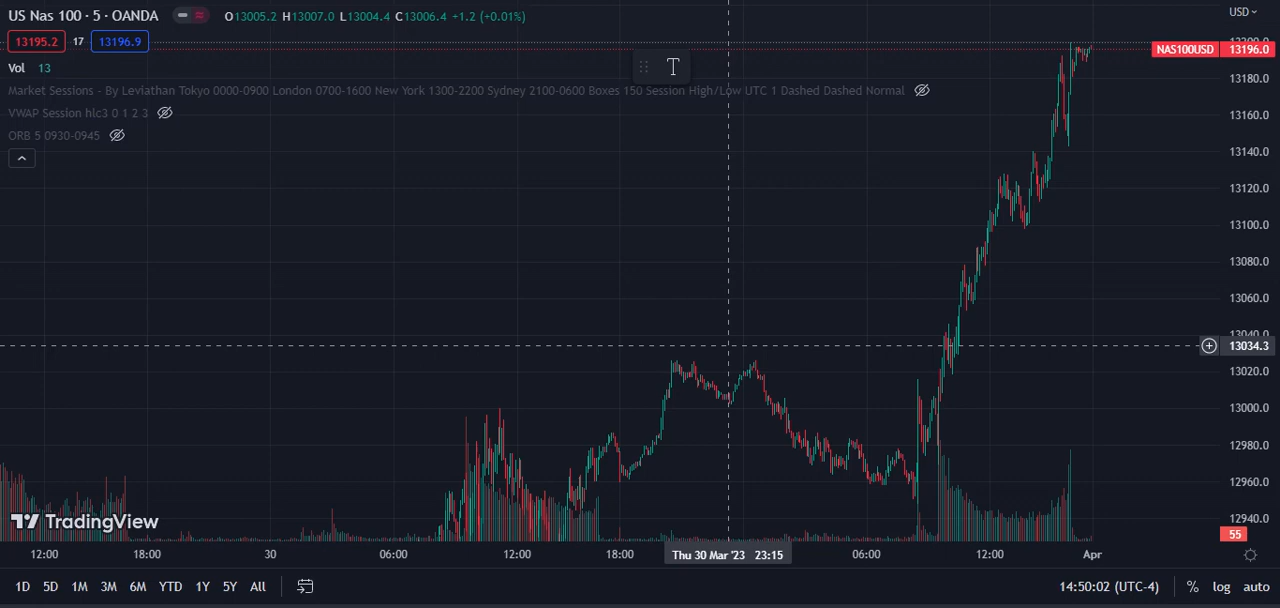 US Nas 100 · 5 · OANDA O13005.2 H13007.0 L13004.4 C13006.4 +1.2 (+0.01%)
USD
13195.2 17 13196.9
13200.0
NAS100USD 13196.0
Vol 13
T
13180.0
Market Sessions - By Leviathan Tokyo 0000-0900 London 0700-1600 New York 1300-2200 Sydney 2100-0600 Boxes 150 Session High/Low UTC 1 Dashed Dashed Normal
VWAP Session hlc3 0 1 2 3
13160.0
ORB 5 0930-0945
13140.0
13120.0
13100.0
13080.0
13060.0
13040.0
13034.3
13020.0
13000.0
12980.0
12960.0
12940.0
TradingView
55
12:00 18:00 30 06:00 12:00 18:00 Thu 30 Mar '23 23:15 06:00 12:00 Apr
1D 5D 1M 3M 6M YTD 1Y 5Y All 14:50:02 (UTC-4) % log auto